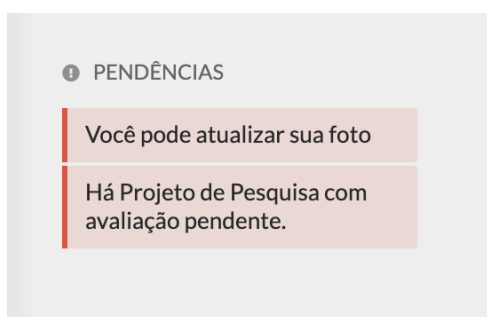 PENDÊNCIAS
Você pode atualizar sua foto
Há Projeto de Pesquisa com
avaliação pendente.